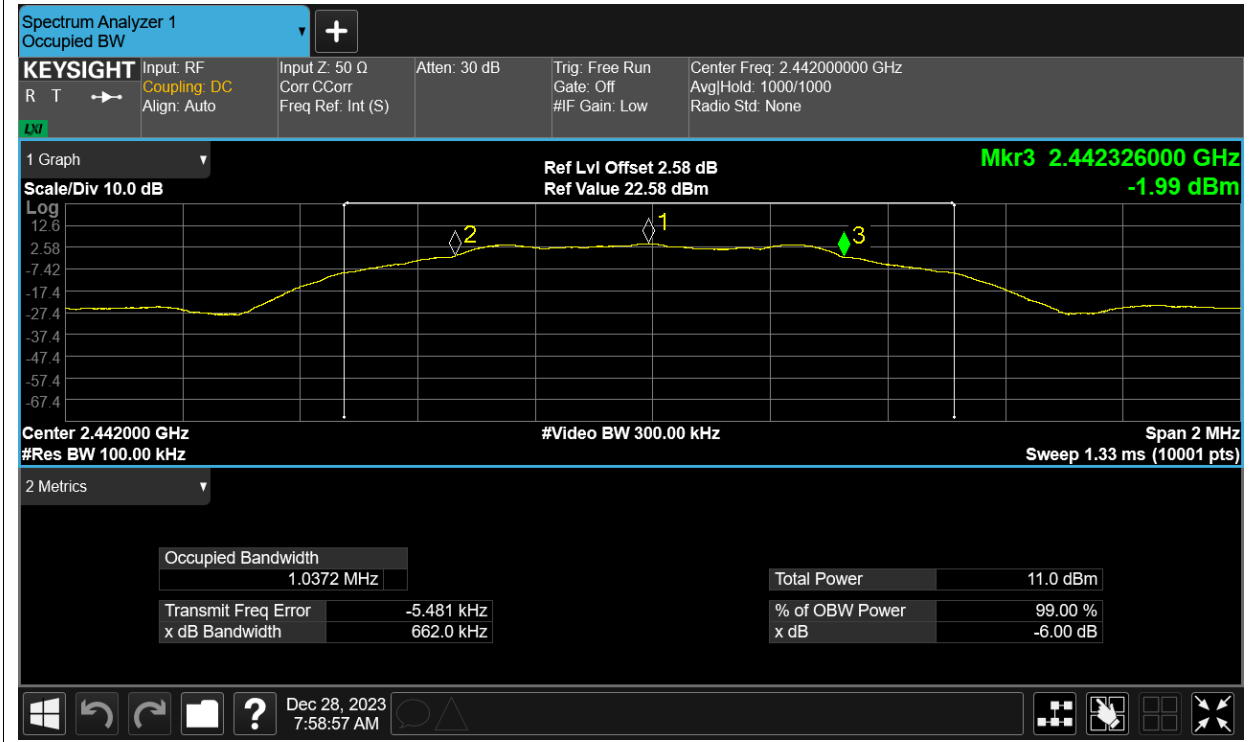 Spectrum Analyzer 1
Occupied BW
KEYSIGHT
R T
LXI
Input: RF
Coupling: DC
Align: Auto
Input Z: 50 Ω
Corr CCorr
Freq Ref: Int (S)
Atten: 30 dB
Trig: Free Run
Gate: Off
#IF Gain: Low
Center Freq: 2.442000000 GHz
Avg|Hold: 1000/1000
Radio Std: None
1 Graph
Scale/Div 10.0 dB
Ref Lvl Offset 2.58 dB
Ref Value 22.58 dBm
Mkr3 2.442326000 GHz
-1.99 dBm
Log
12.6
2.58
-7.42
-17.4
-27.4
-37.4
-47.4
-57.4
-67.4
2
1
3
Center 2.442000 GHz
#Res BW 100.00 kHz
#Video BW 300.00 kHz
Span 2 MHz
Sweep 1.33 ms (10001 pts)
2 Metrics
Occupied Bandwidth
1.0372 MHz
Transmit Freq Error -5.481 kHz
x dB Bandwidth 662.0 kHz
Total Power 11.0 dBm
% of OBW Power 99.00 %
x dB -6.00 dB
?
Dec 28, 2023
7:58:57 AM